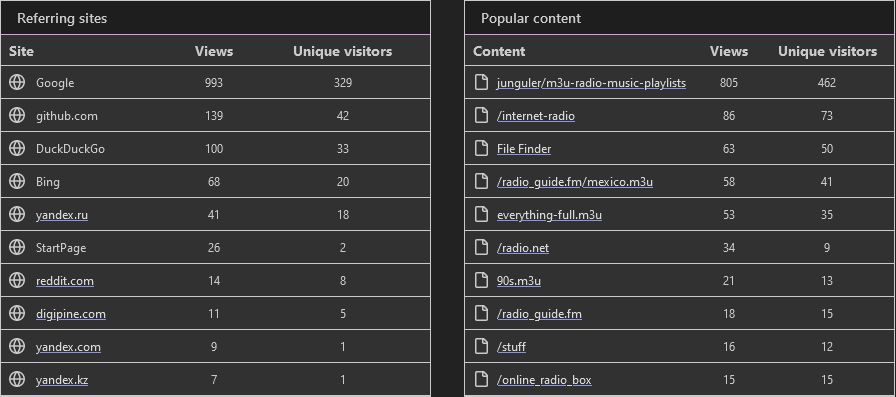 Referring sites
Site Views Unique visitors
Google 993 329
github.com 139 42
DuckDuckGo 100 33
Bing 68 20
yandex.ru 41 18
StartPage 26 2
reddit.com 14 8
digipine.com 11 5
yandex.com 9 1
yandex.kz 7 1
Popular content
Content Views Unique visitors
junguler/m3u-radio-music-playlists 805 462
/internet-radio 86 73
File Finder 63 50
/radio_guide.fm/mexico.m3u 58 41
everything-full.m3u 53 35
/radio.net 34 9
90s.m3u 21 13
/radio_guide.fm 18 15
/stuff 16 12
/online_radio_box 15 15